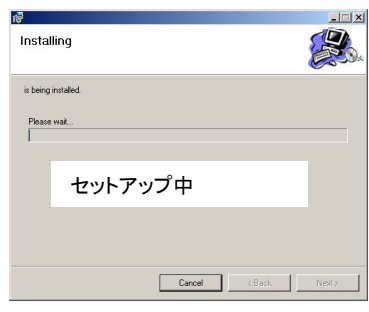 Installing
is being installed.
Please wait...
セットアップ中
Cancel
< Back
Next >